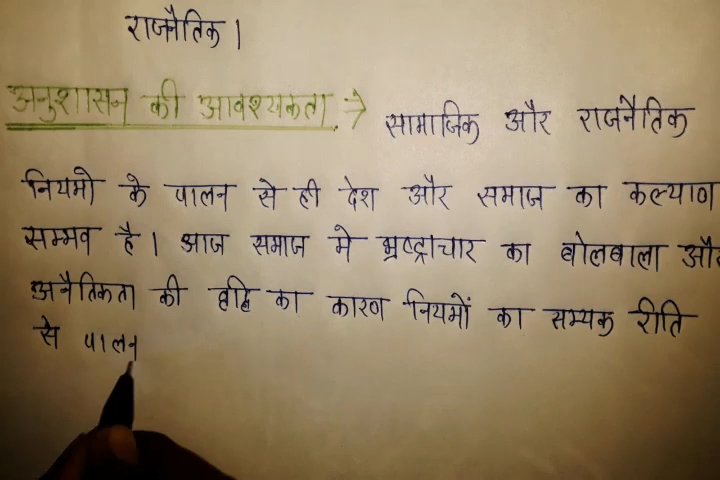 राजनैतिक ।
अनुशासन की आवश्यकता → सामाजिक और राजनैतिक
नियमो के पालन से ही देश और समाज का कल्याण
सम्भव है । आज समाज मे भ्रष्ट्राचार का बोलबाला और
अनैतिकता की वृद्धि का कारण नियमों का सम्यक रीति
से पालन